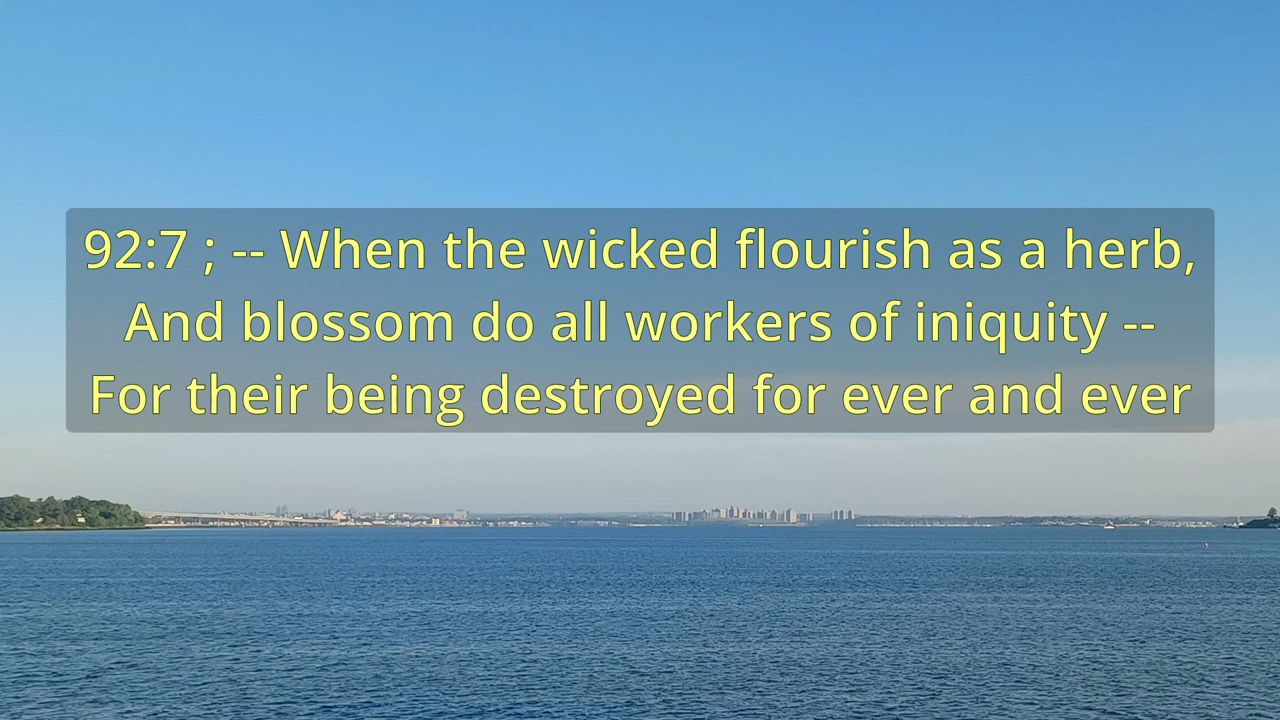 92:7 ; -- When the wicked flourish as a herb,
And blossom do all workers of iniquity --
For their being destroyed for ever and ever